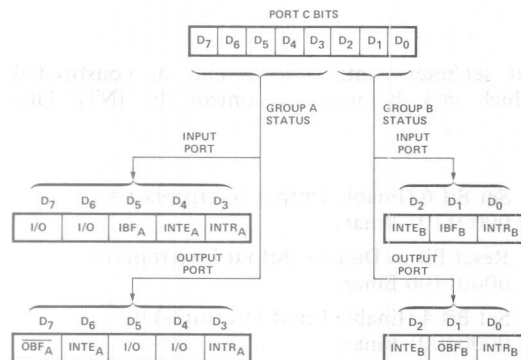 PORT C BITS
D7 D6 D5 D4 D3 D2 D1 D0
GROUP A STATUS
GROUP B STATUS
INPUT PORT
INPUT PORT
D7 D6 D5 D4 D3
I/O I/O IBFA INTEA INTRA
D2 D1 D0
INTEB IBFB INTRB
OUTPUT PORT
OUTPUT PORT
D7 D6 D5 D4 D3
O̅B̅F̅A INTEA I/O I/O INTRA
D2 D1 D0
INTEB O̅B̅F̅B INTRB